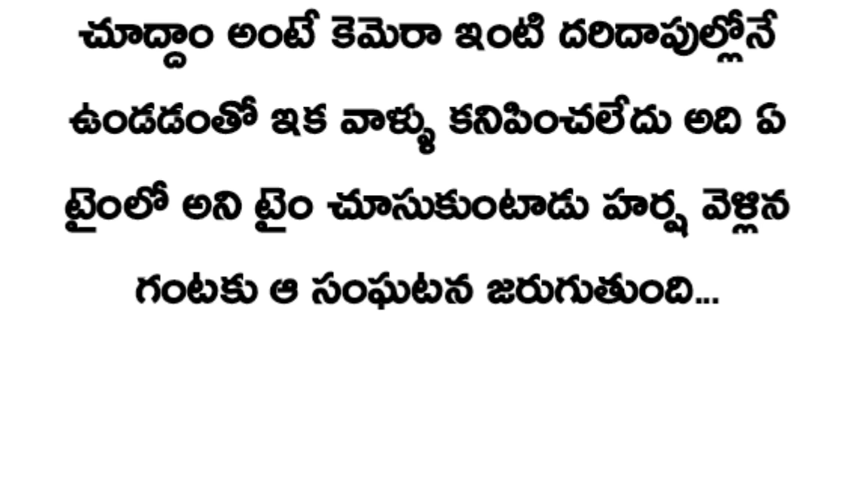 చూద్దాం అంటే కెమెరా ఇంటి దరిదాపుల్లోనే
ఉండడంతో ఇక వాళ్ళు కనిపించలేదు అది ఏ
టైంలో అని టైం చూసుకుంటాడు హర్ష వెళ్లిన
గంటకు ఆ సంఘటన జరుగుతుంది...